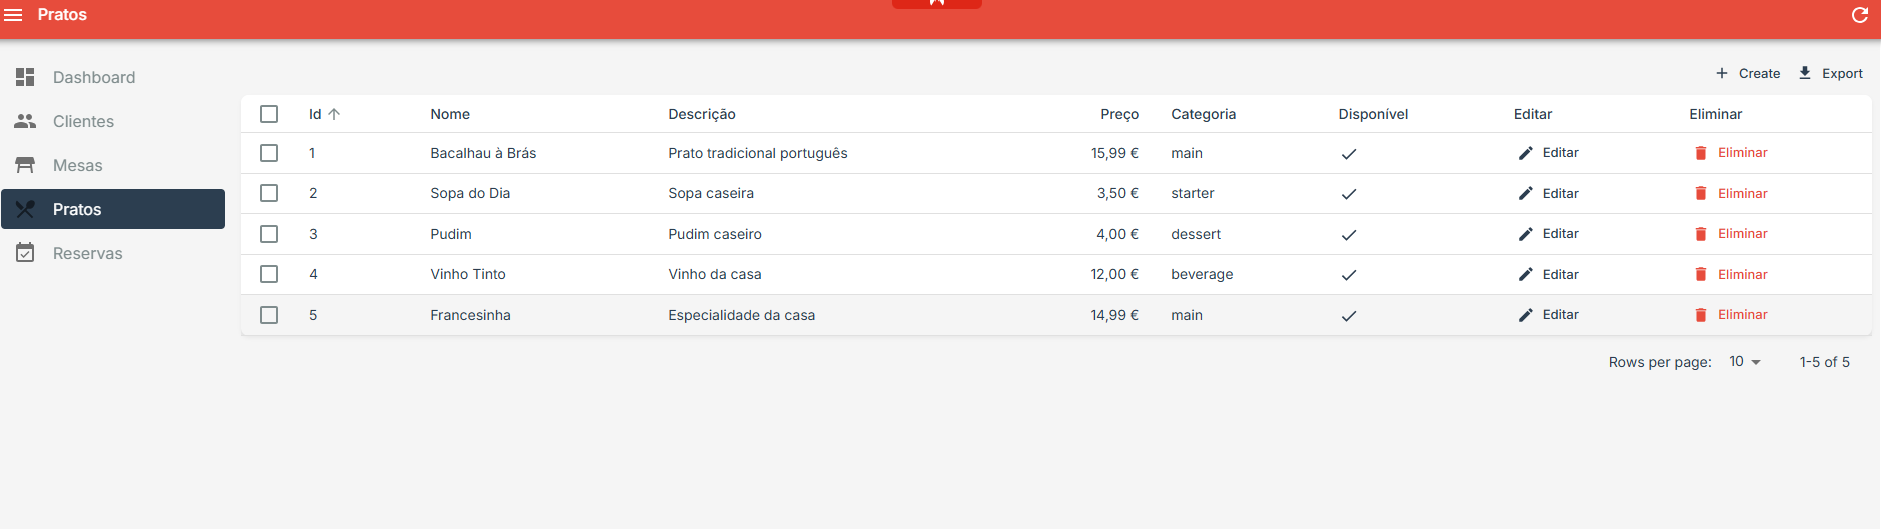 Pratos
Dashboard
Clientes
Mesas
Pratos
Reservas
Create Export
Id Nome Descrição Preço Categoria Disponível Editar Eliminar
1 Bacalhau à Brás Prato tradicional português 15,99 € main Editar Eliminar
2 Sopa do Dia Sopa caseira 3,50 € starter Editar Eliminar
3 Pudim Pudim caseiro 4,00 € dessert Editar Eliminar
4 Vinho Tinto Vinho da casa 12,00 € beverage Editar Eliminar
5 Francesinha Especialidade da casa 14,99 € main Editar Eliminar
Rows per page: 10 1-5 of 5